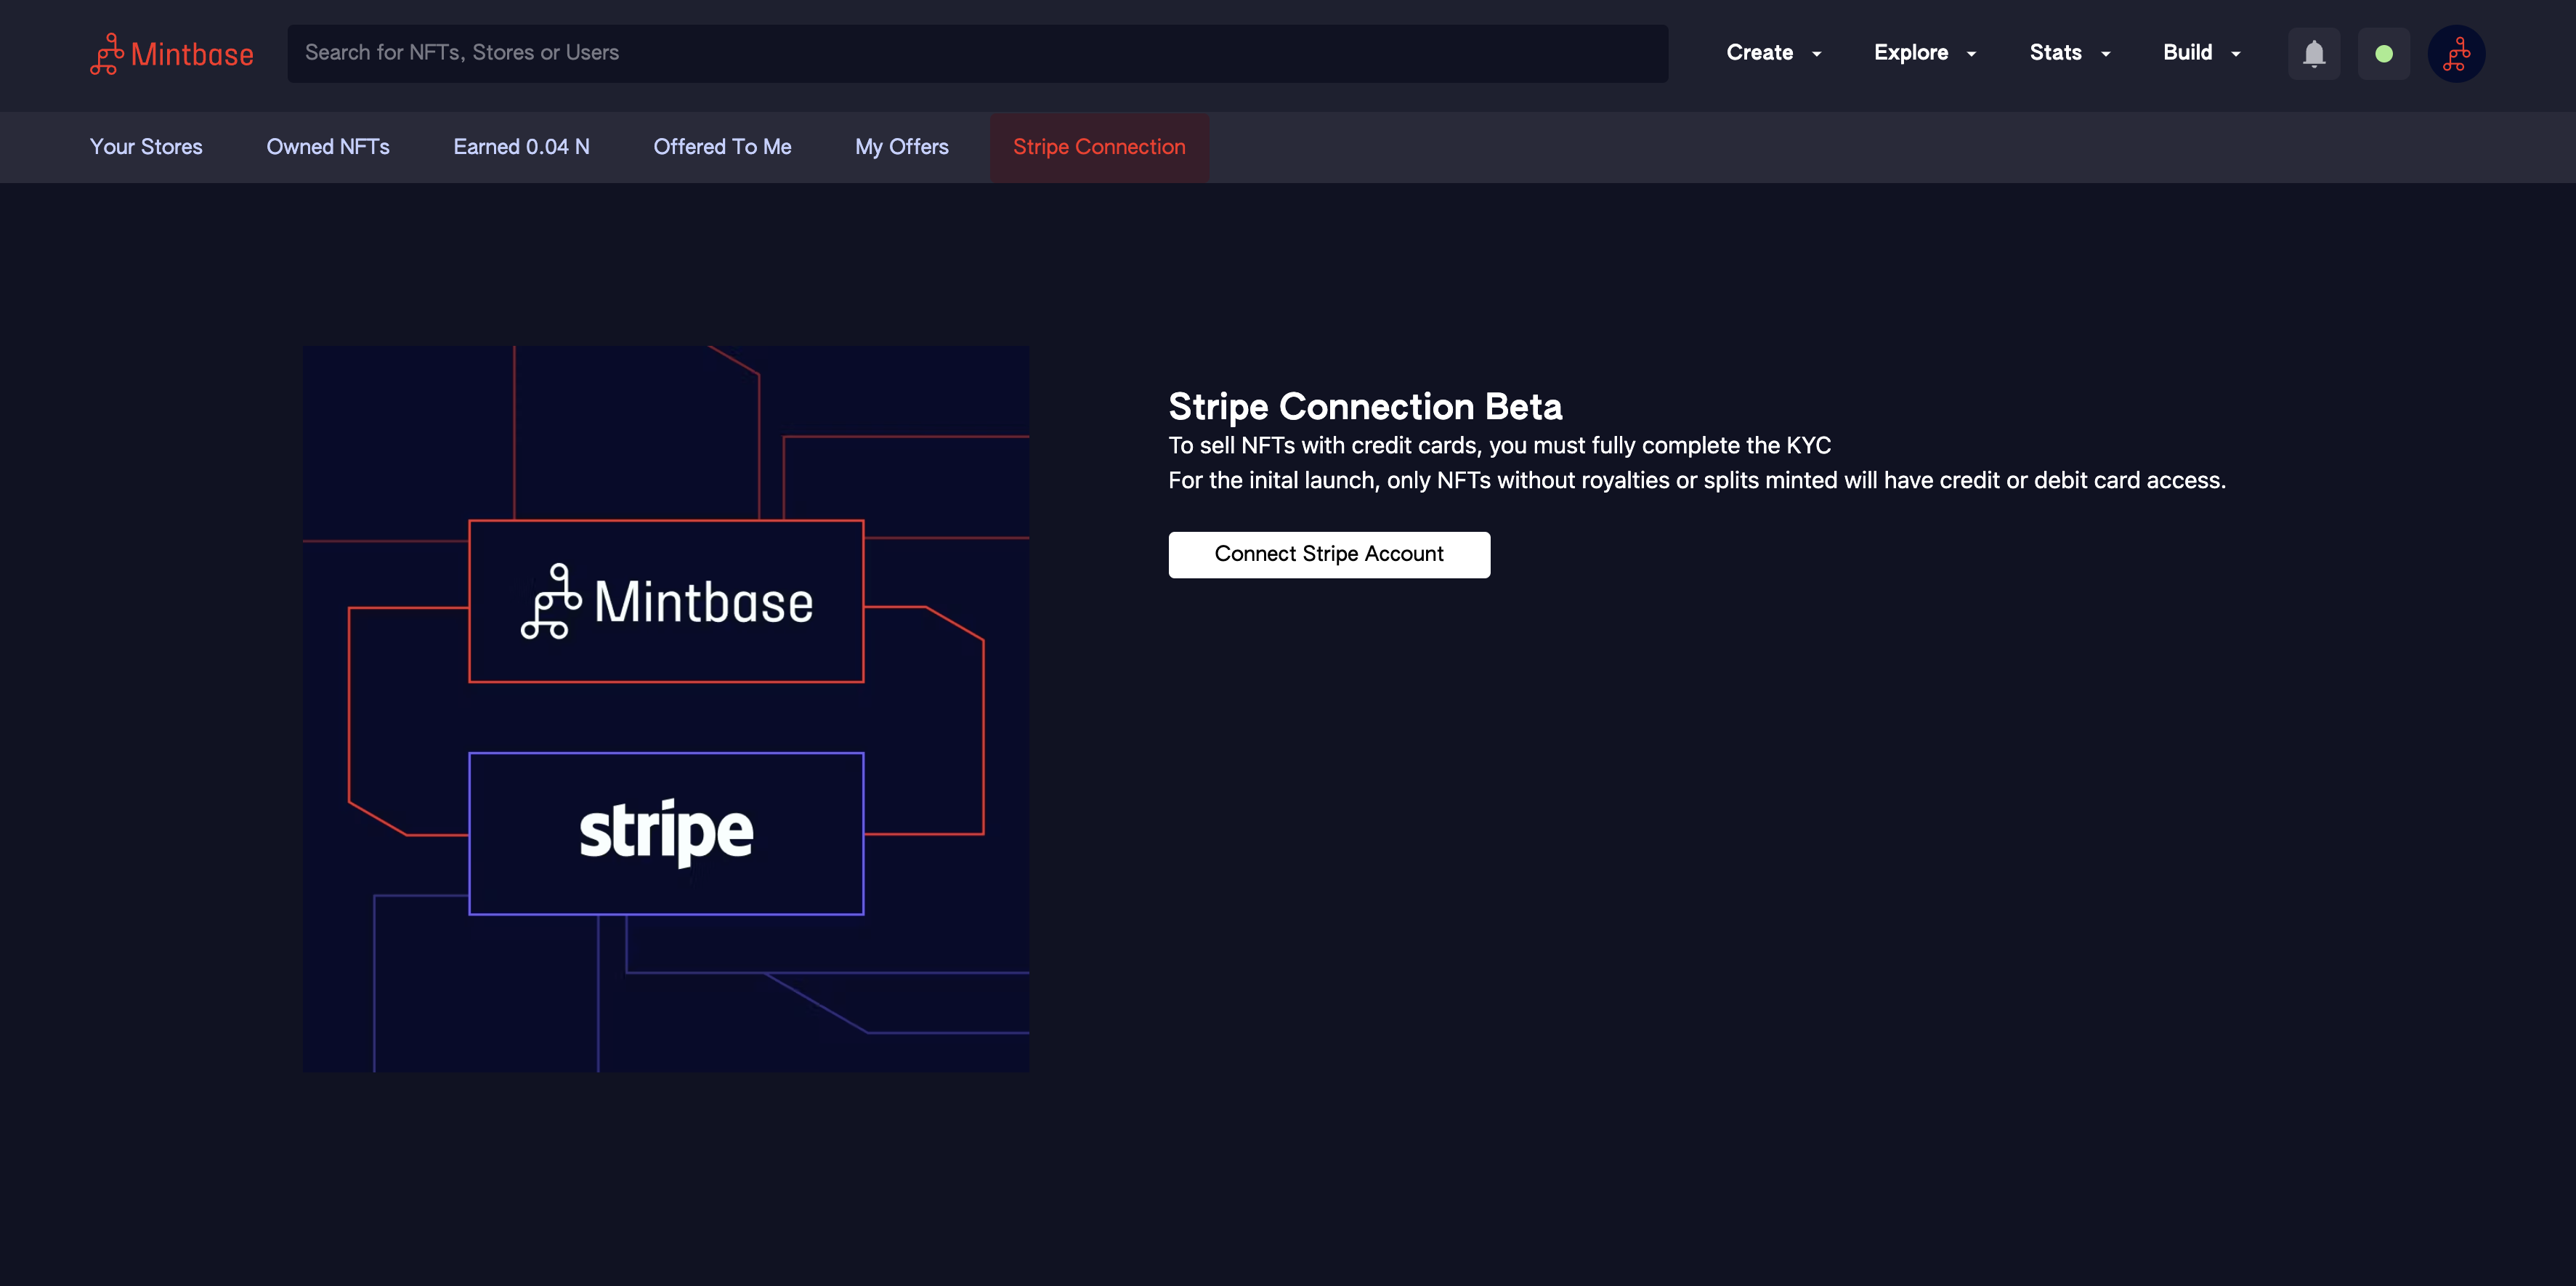 Mintbase
Search for NFTs, Stores or Users
Create
Explore
Stats
Build
Your Stores
Owned NFTs
Earned 0.04 N
Offered To Me
My Offers
Stripe Connection
Mintbase
stripe
Stripe Connection Beta
To sell NFTs with credit cards, you must fully complete the KYC
For the inital launch, only NFTs without royalties or splits minted will have credit or debit card access.
Connect Stripe Account